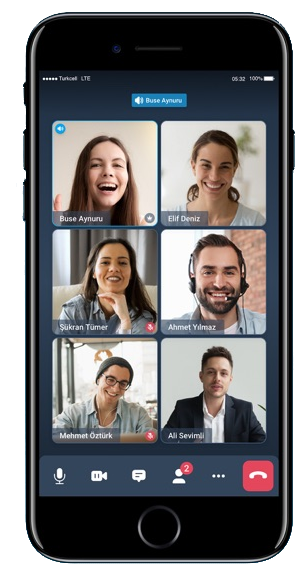 Turkcell LTE 05:32 100%
Buse Aynuru
Buse Aynuru
Elif Deniz
Şükran Tümer
Ahmet Yılmaz
Mehmet Öztürk
Ali Sevimli
2